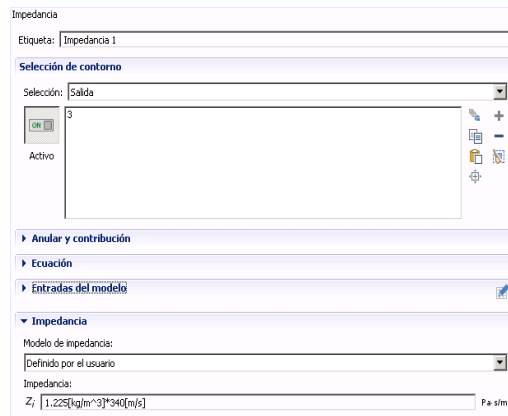 Impedancia
Etiqueta: Impedancia 1
Selección de contorno
Selección: Salida
ON
Activo
3
Anular y contribución
Ecuación
Entradas del modelo
Impedancia
Modelo de impedancia:
Definido por el usuario
Impedancia:
Zi 1.225[kg/m^3]*340[m/s] Pa·s/m